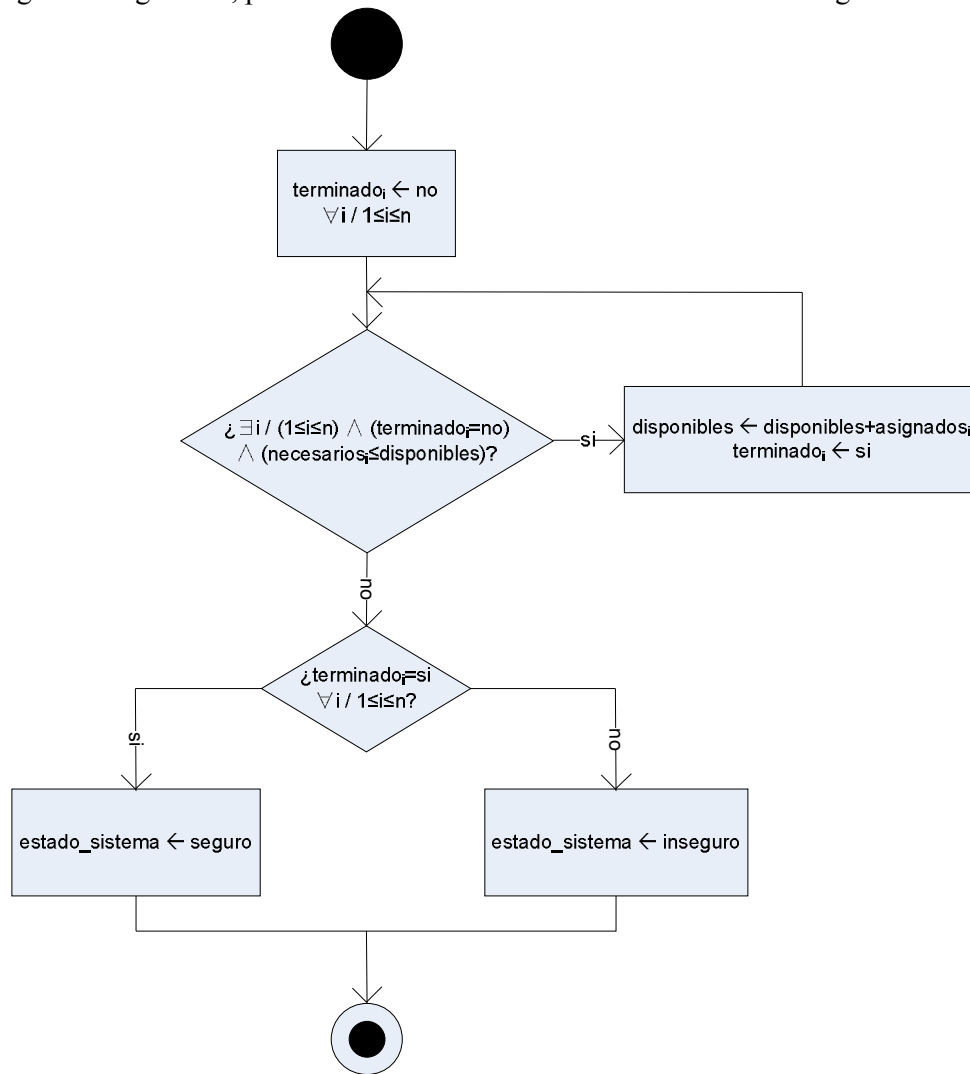 terminadoᵢ ← no
∀i / 1≤i≤n
¿∃i / (1≤i≤n) ∧ (terminadoᵢ=no)
∧ (necesariosᵢ≤disponibles)?
si
disponibles ← disponibles+asignadosᵢ
terminadoᵢ ← si
no
¿terminadoᵢ=si
∀i / 1≤i≤n?
si
no
estado_sistema ← seguro
estado_sistema ← inseguro